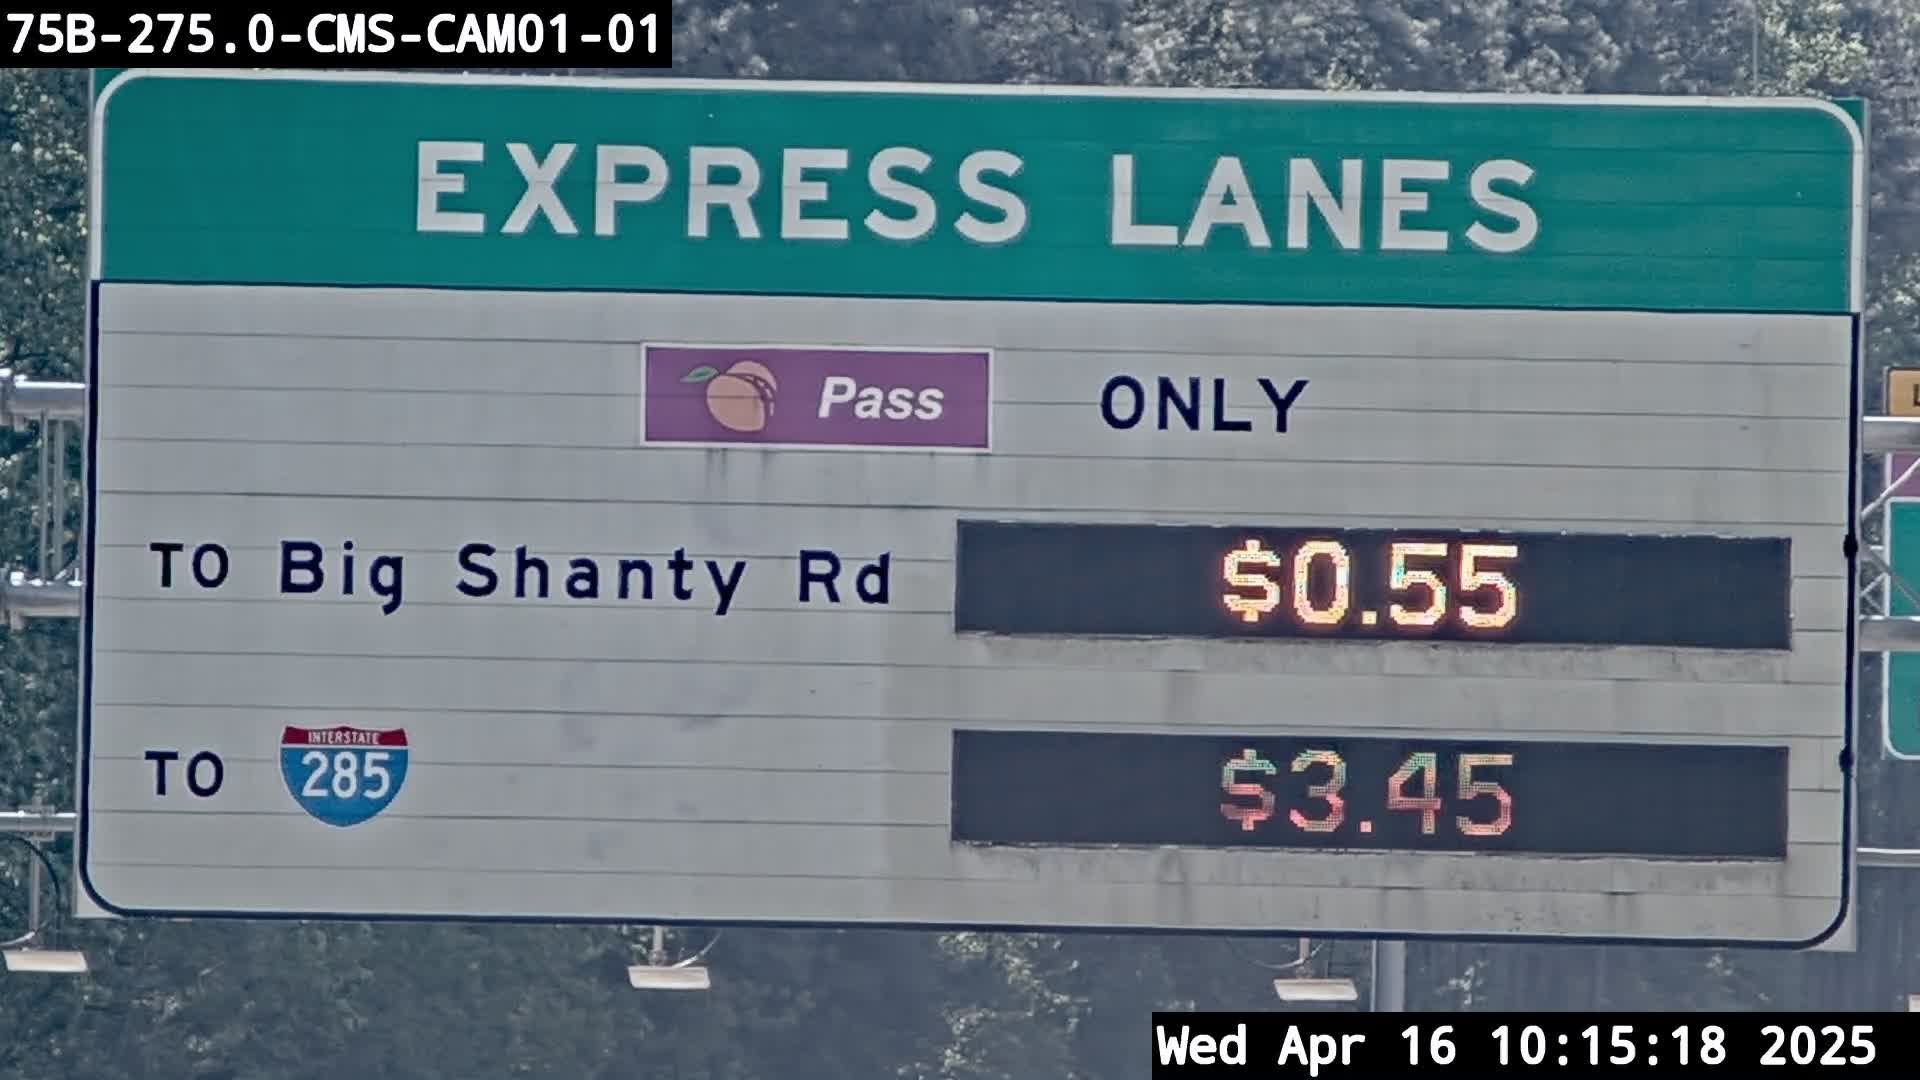 75B-275.0-CMS-CAM01-01
EXPRESS LANES
Pass ONLY
TO Big Shanty Rd $0.55
TO INTERSTATE 285 $3.45
Wed Apr 16 10:15:18 2025